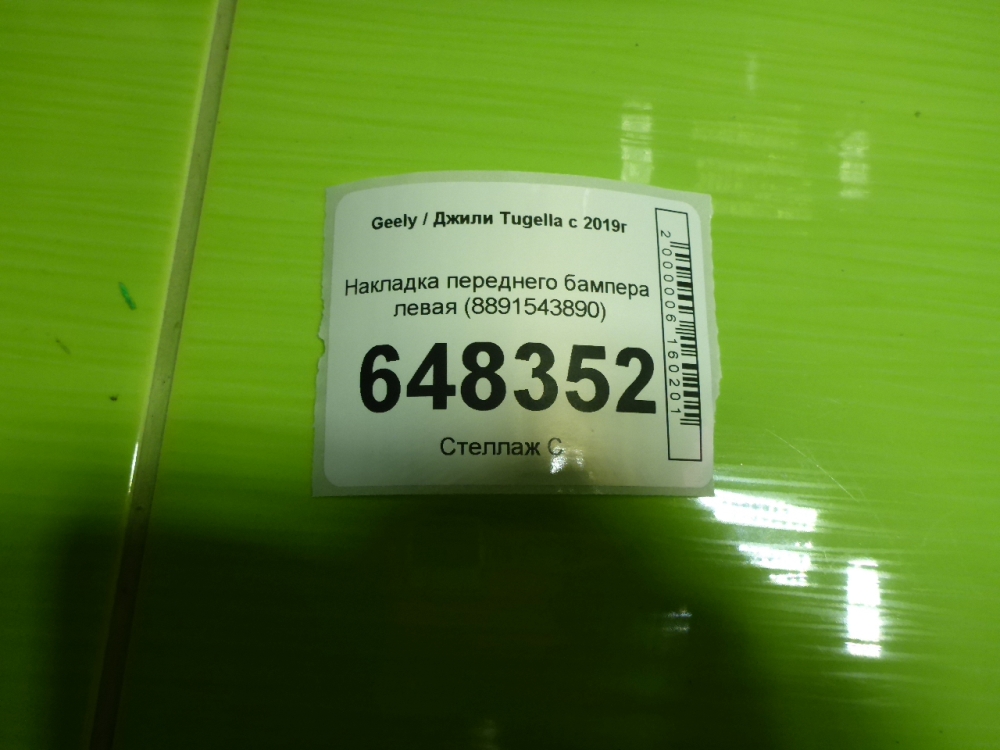 Geely / Джили Tugella с 2019г
Накладка переднего бампера
левая (8891543890)
648352
Стеллаж С
2000006160201